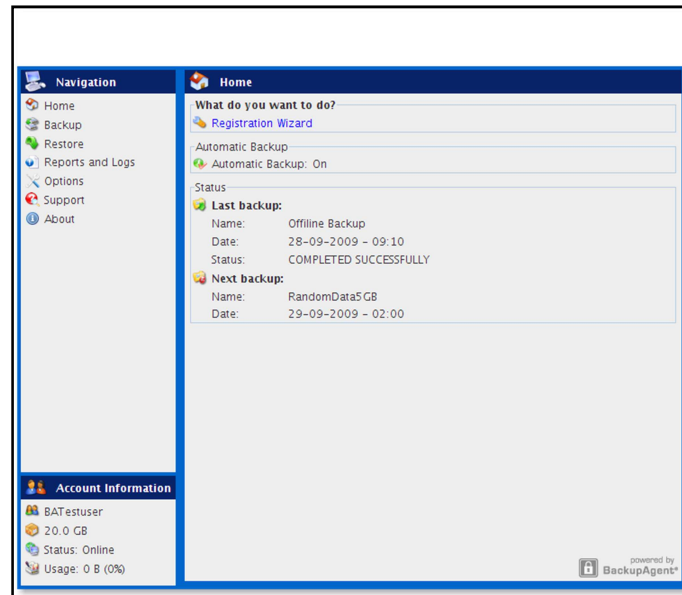 Navigation
Home
Backup
Restore
Reports and Logs
Options
Support
About
Account Information
BATestuser
20.0 GB
Status: Online
Usage: 0 B (0%)
Home
What do you want to do?
Registration Wizard
Automatic Backup
Automatic Backup: On
Status
Last backup:
Name: Offiline Backup
Date: 28-09-2009 - 09:10
Status: COMPLETED SUCCESSFULLY
Next backup:
Name: RandomData5GB
Date: 29-09-2009 - 02:00
powered by
BackupAgent